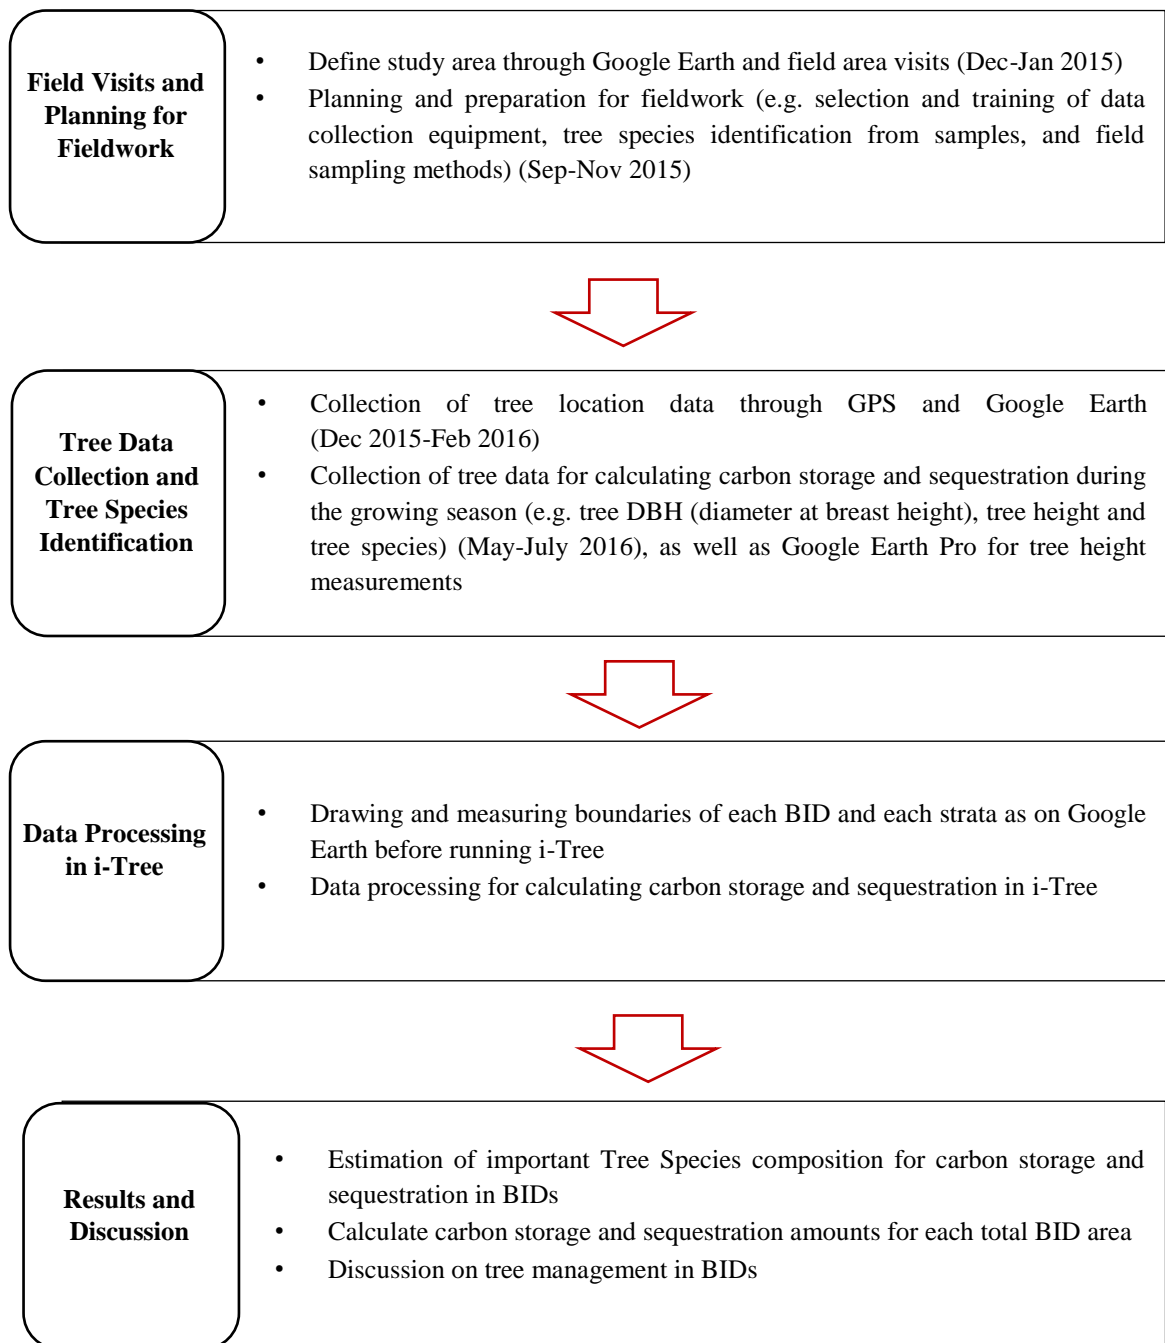 Field Visits and
Planning for
Fieldwork
• Define study area through Google Earth and field area visits (Dec-Jan 2015)
• Planning and preparation for fieldwork (e.g. selection and training of data
collection equipment, tree species identification from samples, and field
sampling methods) (Sep-Nov 2015)
Tree Data
Collection and
Tree Species
Identification
• Collection of tree location data through GPS and Google Earth
(Dec 2015-Feb 2016)
• Collection of tree data for calculating carbon storage and sequestration during
the growing season (e.g. tree DBH (diameter at breast height), tree height and
tree species) (May-July 2016), as well as Google Earth Pro for tree height
measurements
Data Processing
in i-Tree
• Drawing and measuring boundaries of each BID and each strata as on Google
Earth before running i-Tree
• Data processing for calculating carbon storage and sequestration in i-Tree
Results and
Discussion
• Estimation of important Tree Species composition for carbon storage and
sequestration in BIDs
• Calculate carbon storage and sequestration amounts for each total BID area
• Discussion on tree management in BIDs